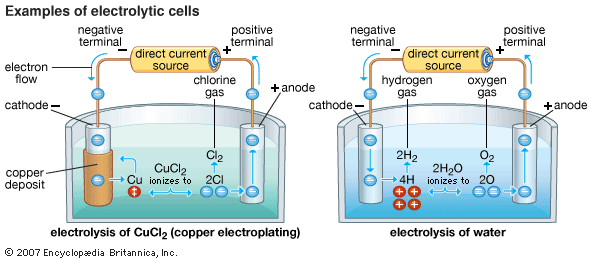 Examples of electrolytic cells
negative
terminal
−
direct current
source
+
positive
terminal
electron
flow
chlorine
gas
cathode −
+ anode
copper
deposit
Cl2
CuCl2
ionizes to
Cu
2Cl
electrolysis of CuCl2 (copper electroplating)
negative
terminal
−
direct current
source
+
positive
terminal
hydrogen
gas
oxygen
gas
cathode −
+ anode
2H2
O2
2H2O
ionizes to
4H
2O
electrolysis of water
© 2007 Encyclopædia Britannica, Inc.